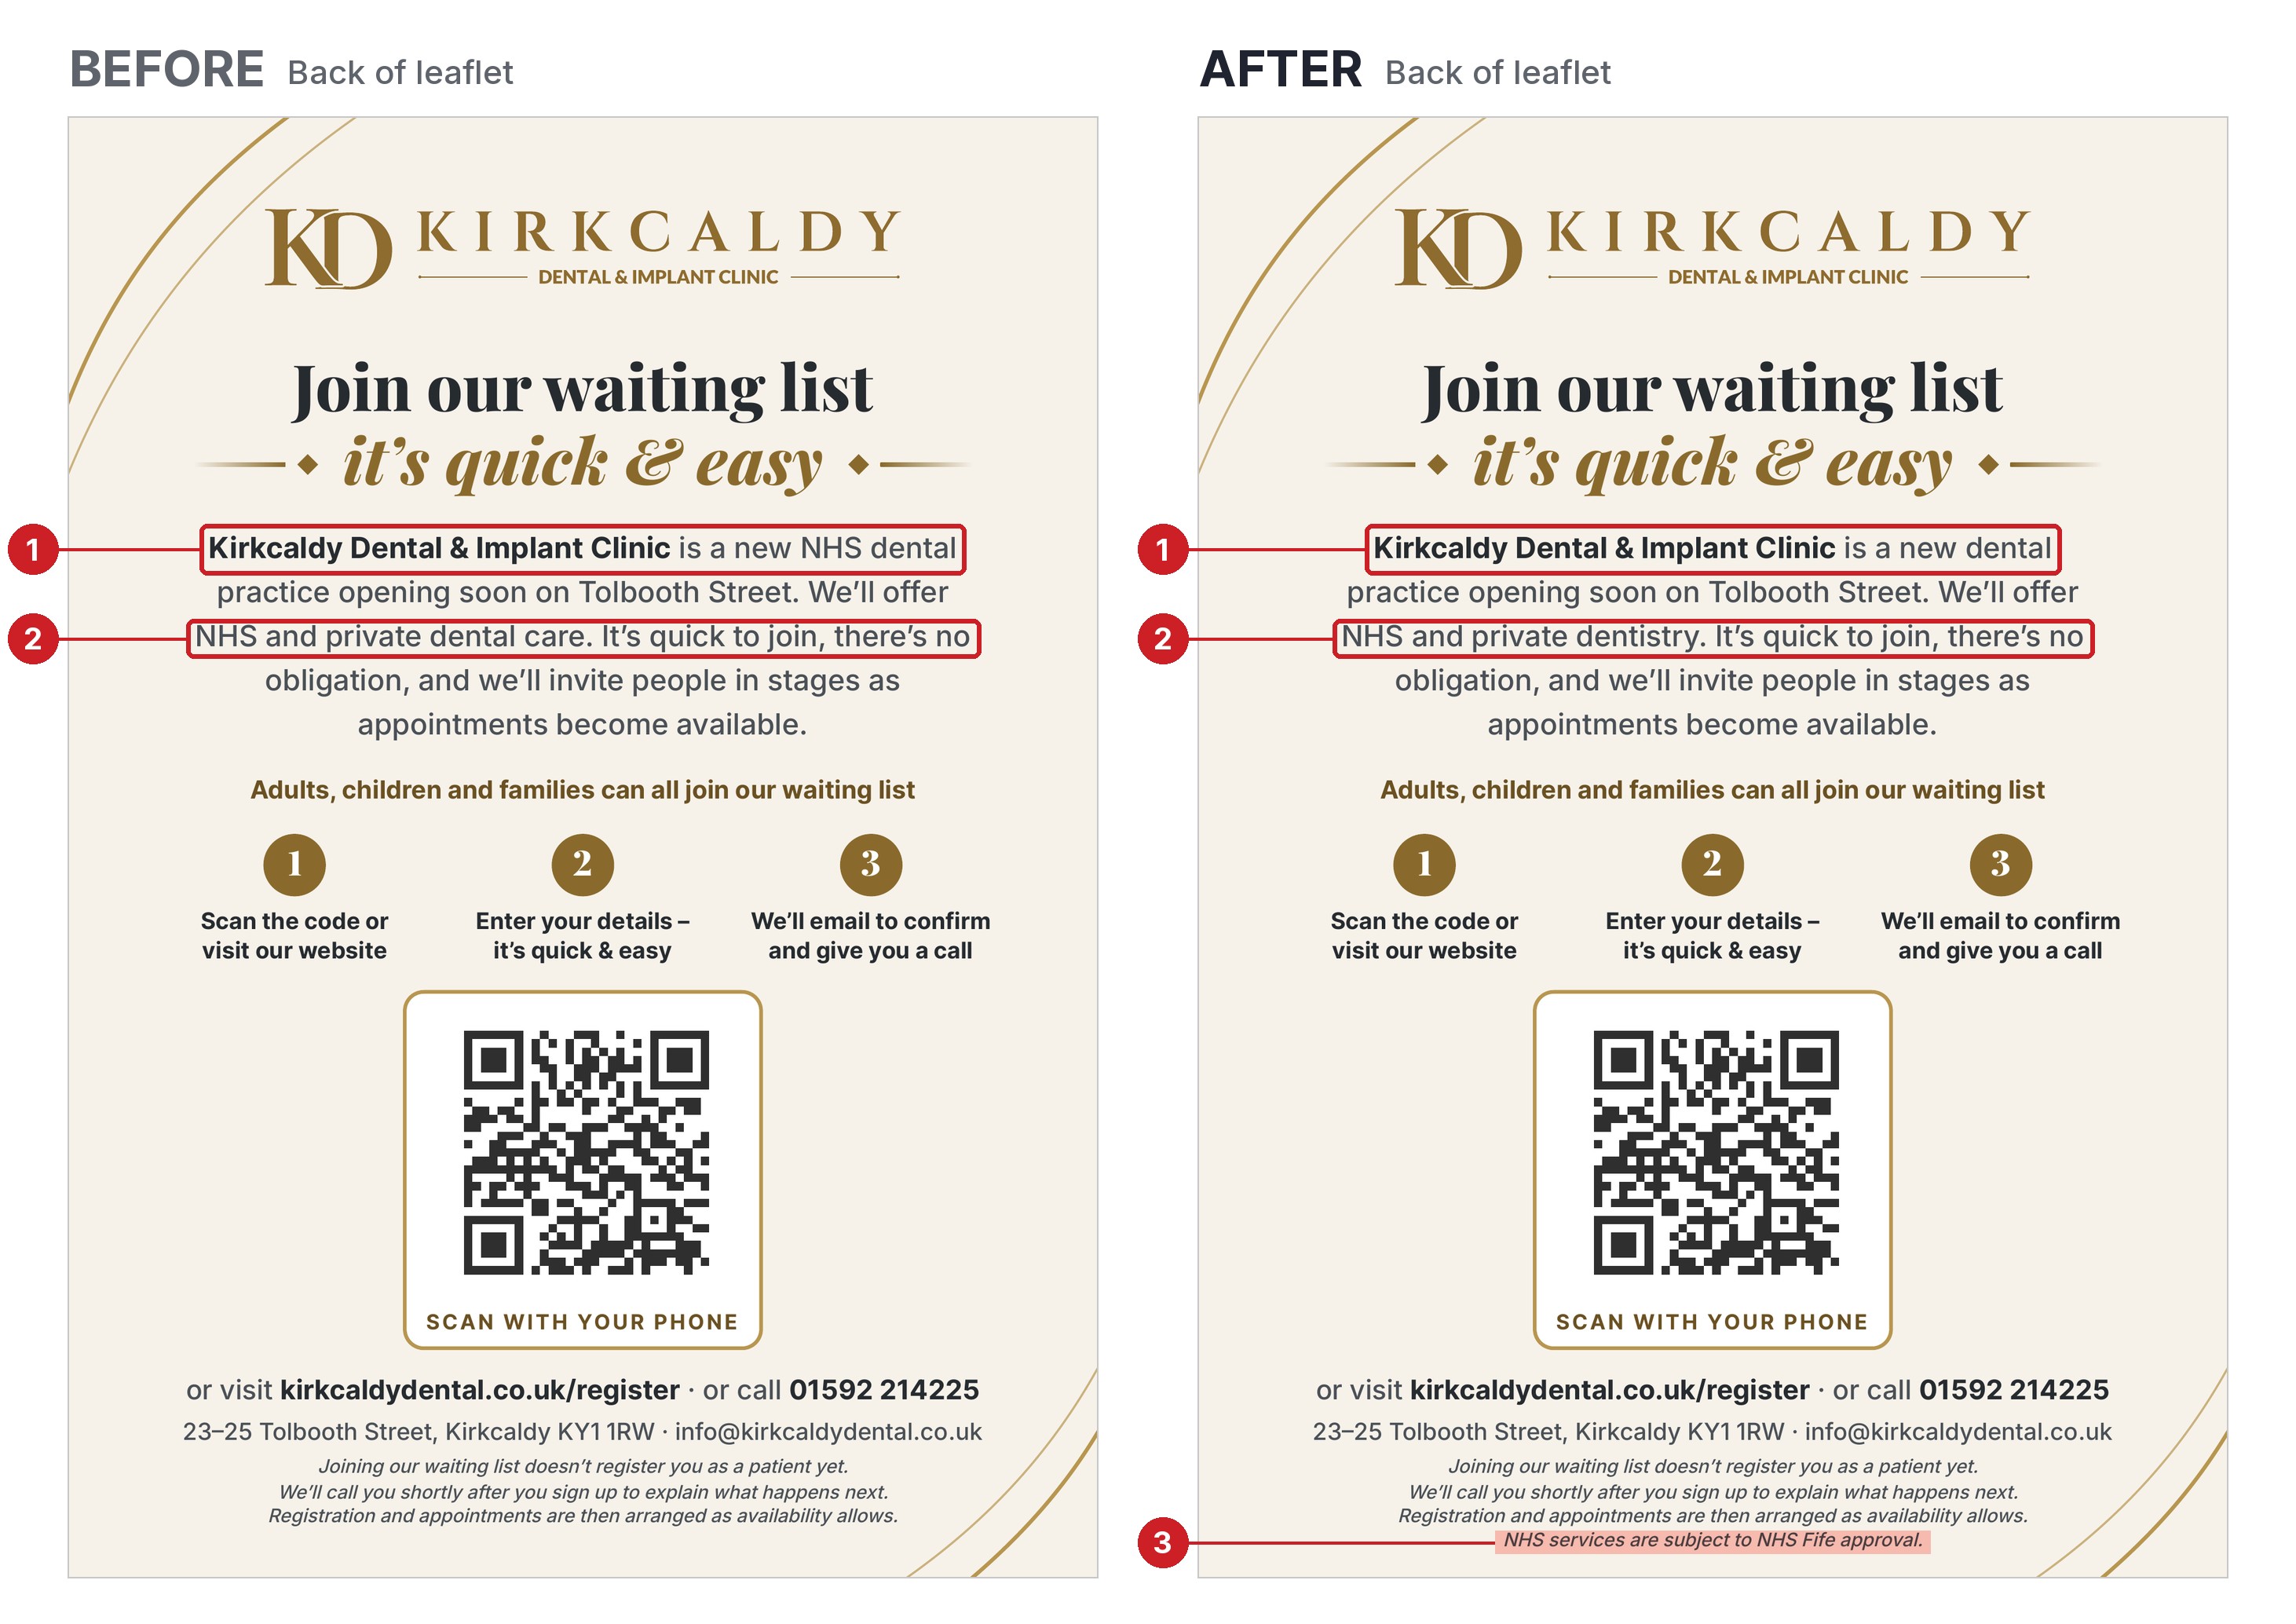 BEFORE Back of leaflet
KD KIRKCALDY
DENTAL & IMPLANT CLINIC
Join our waiting list
it’s quick & easy
1
Kirkcaldy Dental & Implant Clinic is a new NHS dental
practice opening soon on Tolbooth Street. We’ll offer
2
NHS and private dental care. It’s quick to join, there’s no
obligation, and we’ll invite people in stages as
appointments become available.
Adults, children and families can all join our waiting list
1
Scan the code or
visit our website
2
Enter your details –
it’s quick & easy
3
We’ll email to confirm
and give you a call
SCAN WITH YOUR PHONE
or visit kirkcaldydental.co.uk/register · or call 01592 214225
23–25 Tolbooth Street, Kirkcaldy KY1 1RW · info@kirkcaldydental.co.uk
Joining our waiting list doesn’t register you as a patient yet.
We’ll call you shortly after you sign up to explain what happens next.
Registration and appointments are then arranged as availability allows.
AFTER Back of leaflet
KD KIRKCALDY
DENTAL & IMPLANT CLINIC
Join our waiting list
it’s quick & easy
1
Kirkcaldy Dental & Implant Clinic is a new dental
practice opening soon on Tolbooth Street. We’ll offer
2
NHS and private dentistry. It’s quick to join, there’s no
obligation, and we’ll invite people in stages as
appointments become available.
Adults, children and families can all join our waiting list
1
Scan the code or
visit our website
2
Enter your details –
it’s quick & easy
3
We’ll email to confirm
and give you a call
SCAN WITH YOUR PHONE
or visit kirkcaldydental.co.uk/register · or call 01592 214225
23–25 Tolbooth Street, Kirkcaldy KY1 1RW · info@kirkcaldydental.co.uk
Joining our waiting list doesn’t register you as a patient yet.
We’ll call you shortly after you sign up to explain what happens next.
Registration and appointments are then arranged as availability allows.
3
NHS services are subject to NHS Fife approval.